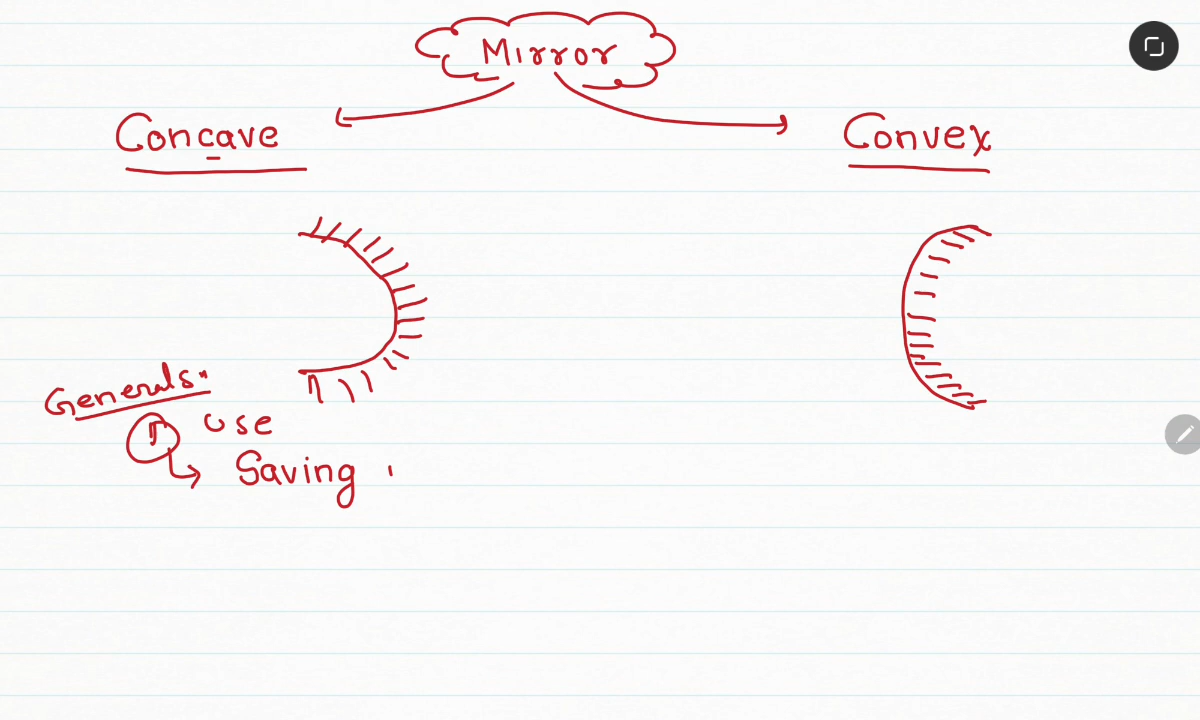 Mirror
Concave
Convex
Generals
use
Saving